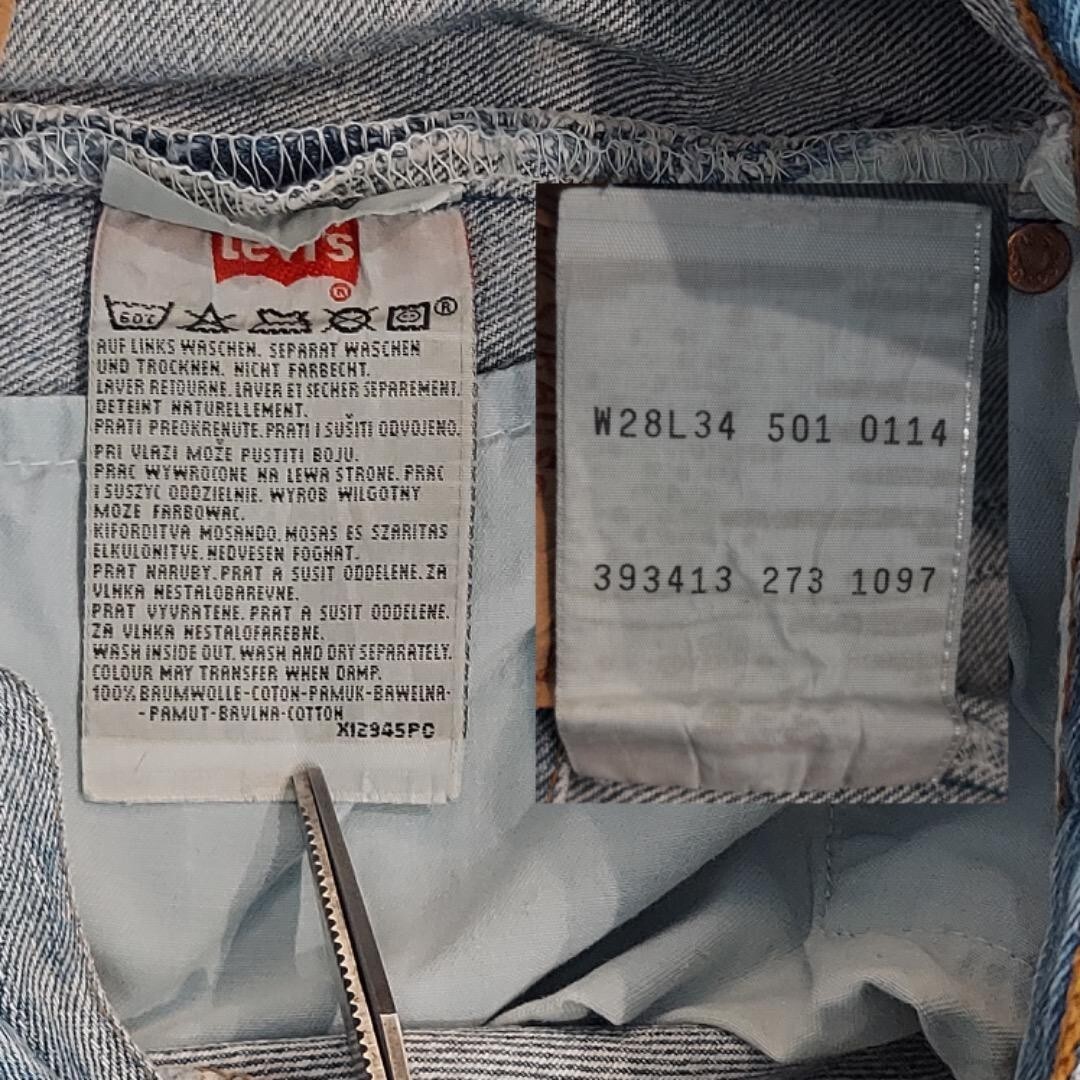 Levi's
®
60°C
®
AUF LINKS WASCHEN. SEPARAT WASCHEN
UND TROCKNEN. NICHT FARBECHT.
LAVER RETOURNE. LAVER ET SECHER SEPAREMENT.
DETEINT NATURELLEMENT.
PRATI PREOKRENUTE. PRATI I SUŠITI ODVOJENO.
PRI VLAZI MOŽE PUSTITI BOJU.
PRAC WYWROCONE NA LEWA STRONE. PRAC
I SUSZYC ODDZIELNIE. WYROB WILGOTNY
MOZE FARBOWAC.
KIFORDITVA MOSANDO. MOSAS ES SZARITAS
ELKULONITVE. NEDVESEN FOGHAT.
PRAT NARUBY. PRAT A SUSIT ODDELENE. ZA
VLHKA NESTALOBAREVNE.
PRAT VYVRATENE. PRAT A SUSIT ODDELENE.
ZA VLHKA NESTALOFAREBNE.
WASH INSIDE OUT. WASH AND DRY SEPARATELY.
COLOUR MAY TRANSFER WHEN DAMP.
100% BAUMWOLLE-COTON-PAMUK-BAWELNA-
-PAMUT-BAVLNA-COTTON
X12945PC
W28L34 501 0114
393413 273 1097